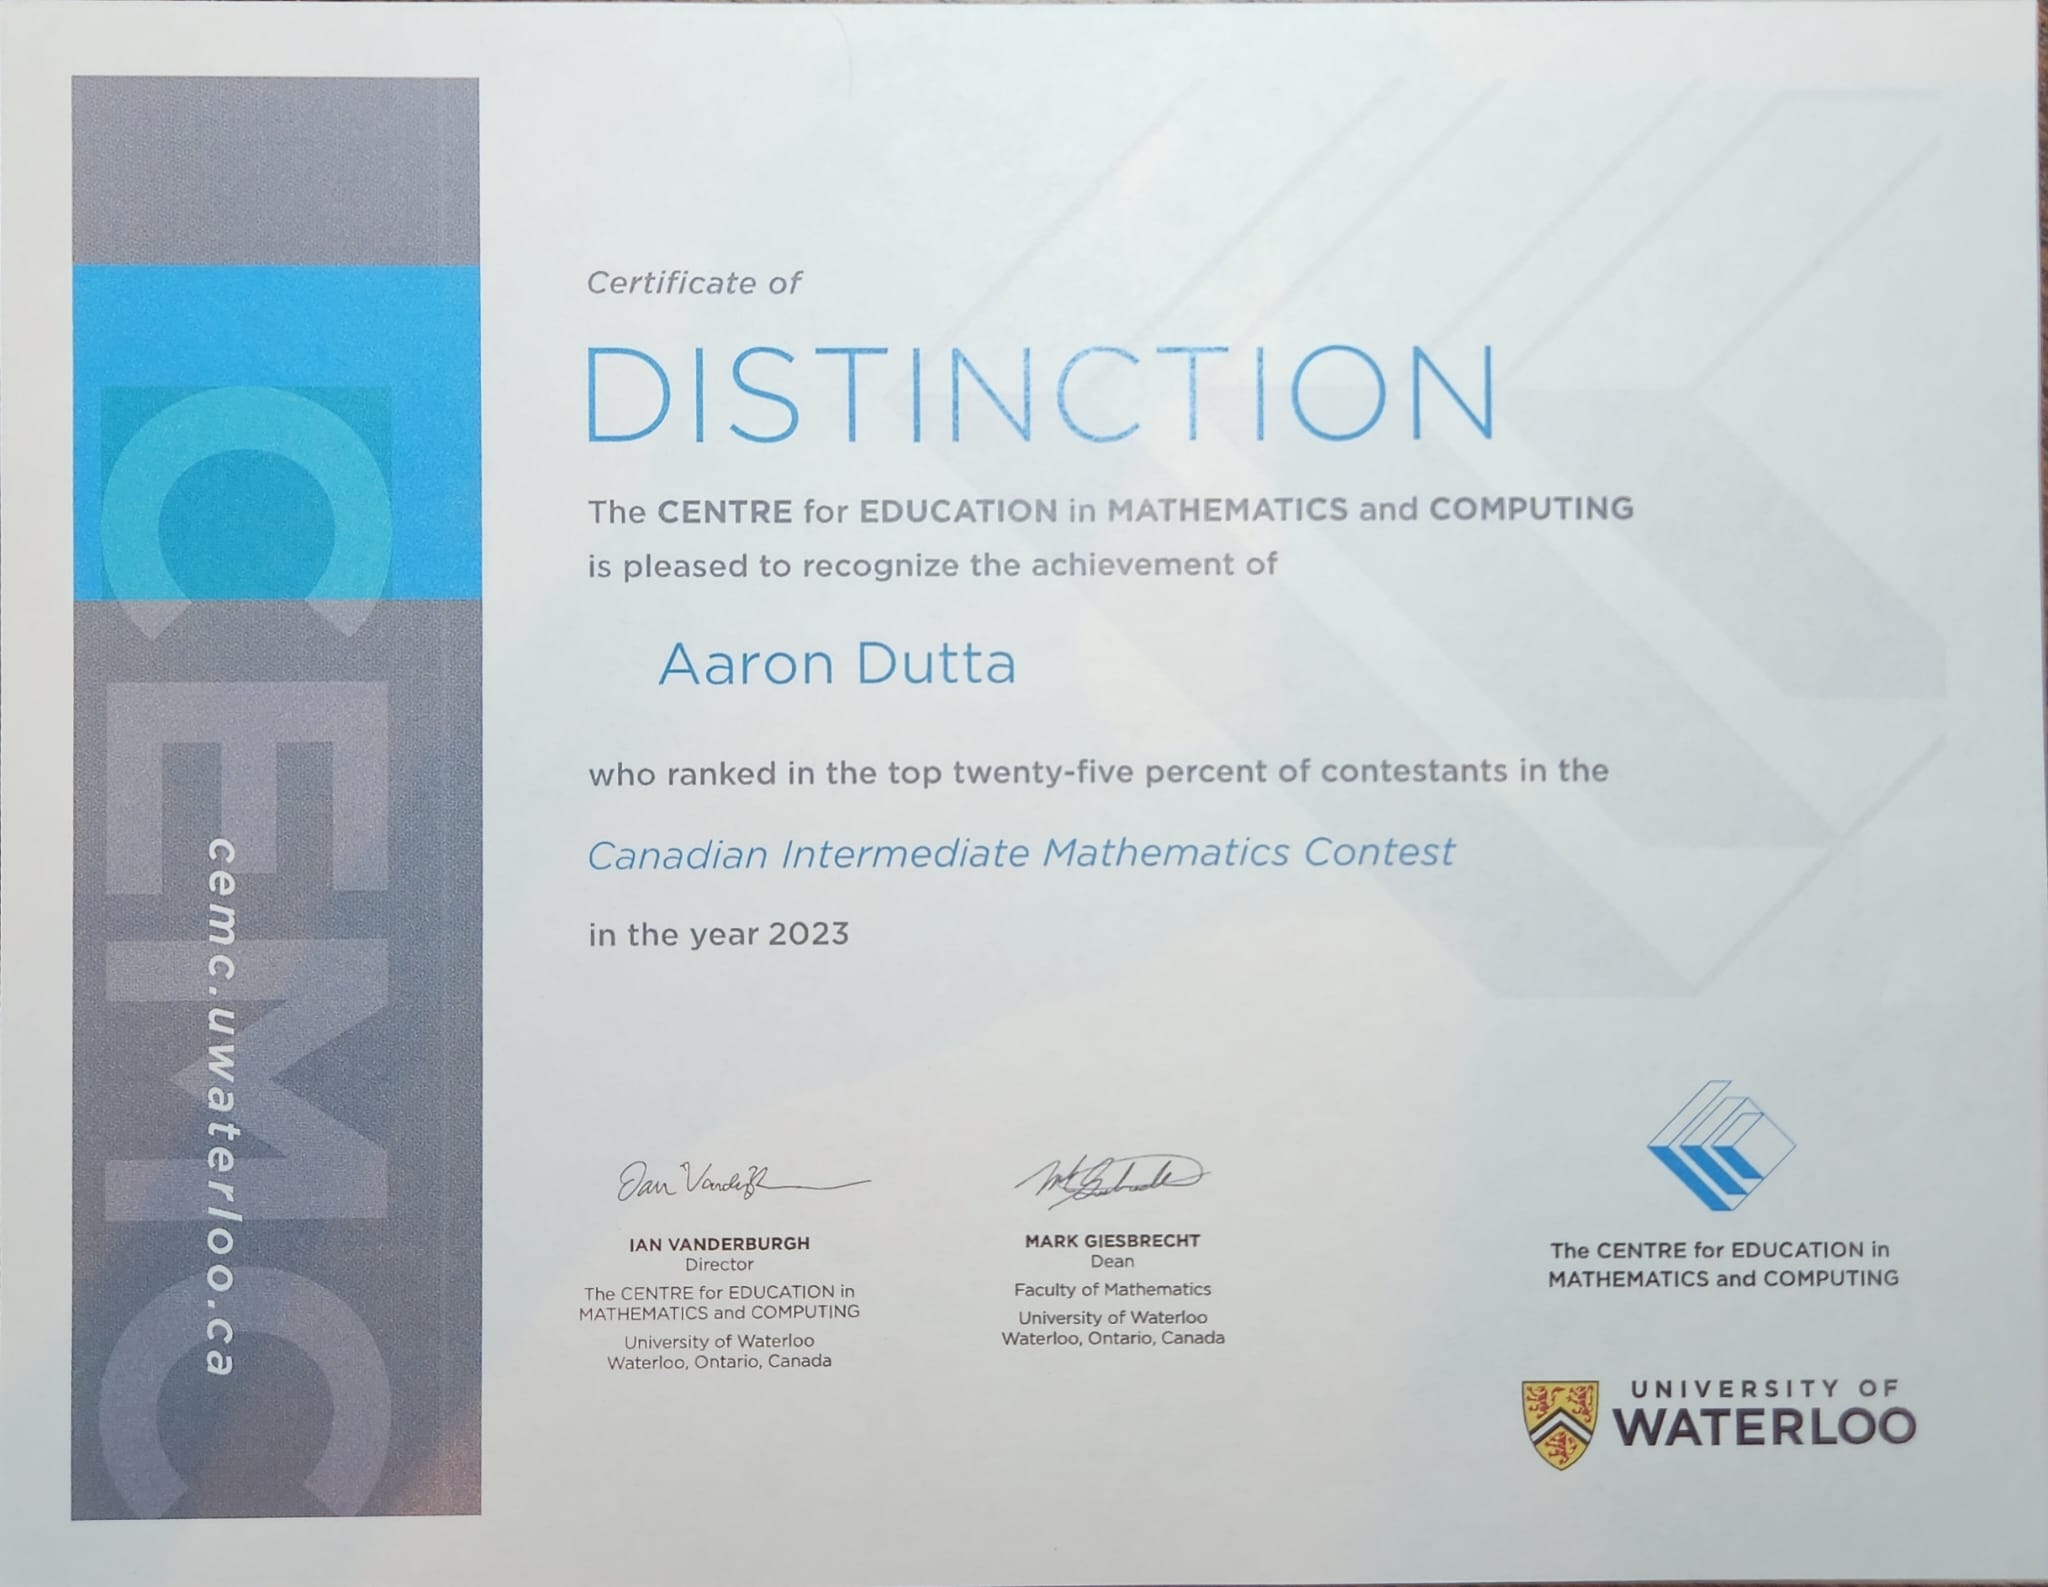 Certificate of
DISTINCTION
The CENTRE for EDUCATION in MATHEMATICS and COMPUTING
is pleased to recognize the achievement of
Aaron Dutta
who ranked in the top twenty-five percent of contestants in the
Canadian Intermediate Mathematics Contest
in the year 2023
CEMC
cemc.uwaterloo.ca
Ian Vanderburgh
IAN VANDERBURGH
Director
The CENTRE for EDUCATION in
MATHEMATICS and COMPUTING
University of Waterloo
Waterloo, Ontario, Canada
MARK GIESBRECHT
Dean
Faculty of Mathematics
University of Waterloo
Waterloo, Ontario, Canada
The CENTRE for EDUCATION in
MATHEMATICS and COMPUTING
UNIVERSITY OF
WATERLOO